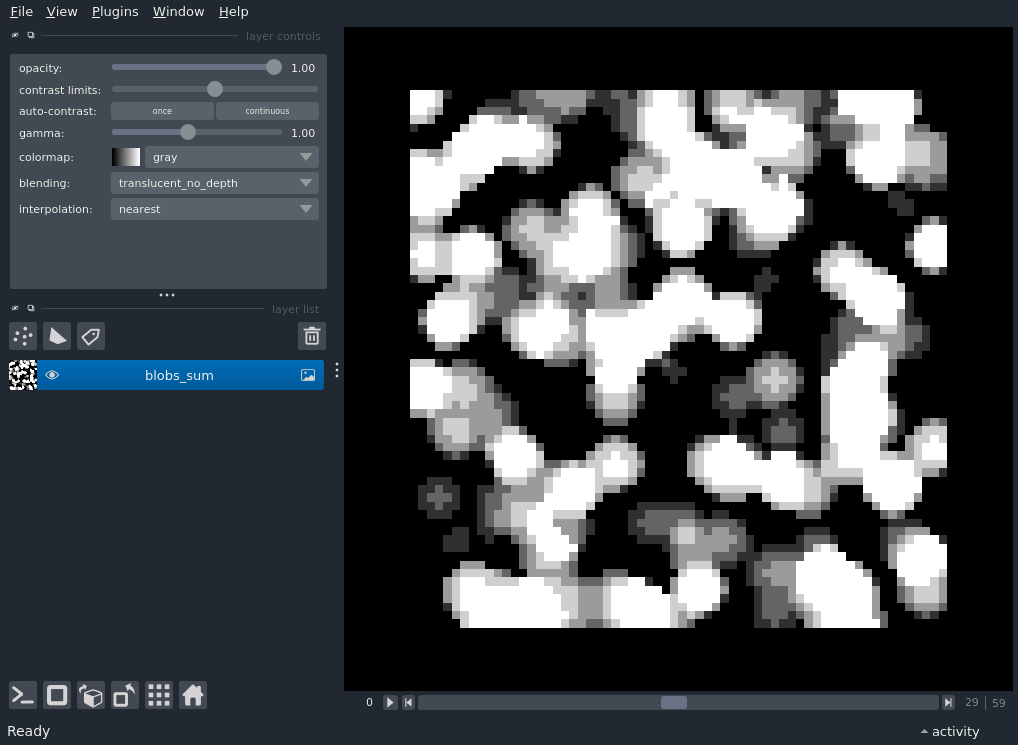 File View Plugins Window Help
layer controls
opacity: 1.00
contrast limits:
auto-contrast: once continuous
gamma: 1.00
colormap: gray
blending: translucent_no_depth
interpolation: nearest
layer list
blobs_sum
0 29 | 59
Ready activity